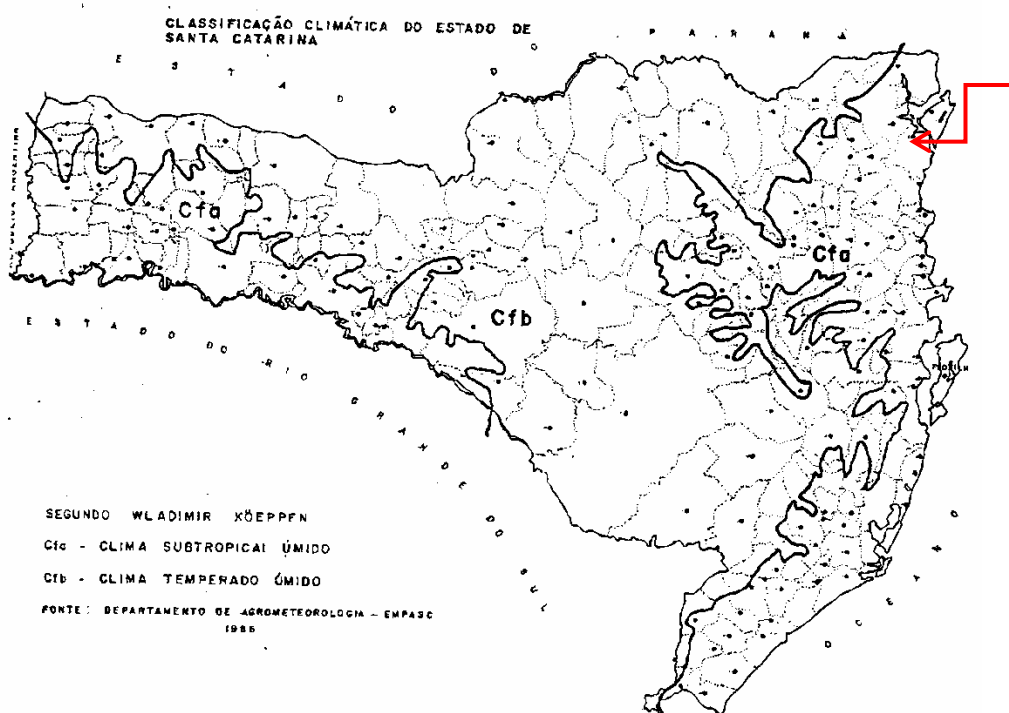 CLASSIFICAÇÃO CLIMÁTICA DO ESTADO DE
SANTA CATARINA
ESTADO DO PARANÁ
Cfa
Cfa
Cfb
ESTADO DO RIO GRANDE DO SUL
OCEANO
SEGUNDO WLADIMIR KÖEPPEN
Cfa - CLIMA SUBTROPICAL ÚMIDO
Cfb - CLIMA TEMPERADO ÚMIDO
FONTE: DEPARTAMENTO DE AGROMETEOROLOGIA - EMPASC